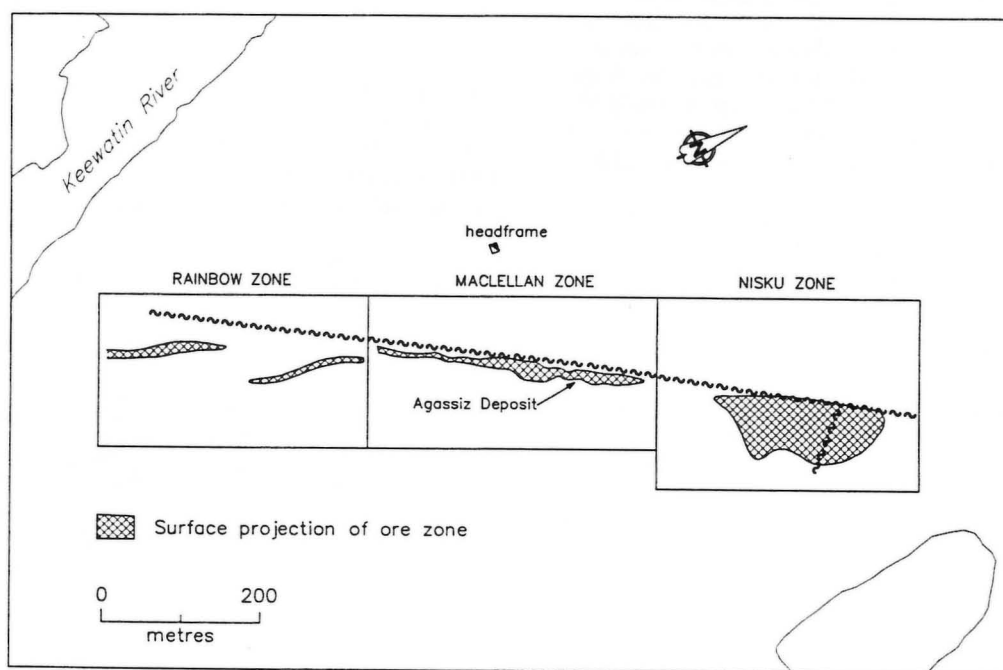 Keewatin River
N
headframe
RAINBOW ZONE
MACLELLAN ZONE
NISKU ZONE
Agassiz Deposit
Surface projection of ore zone
0 200
metres